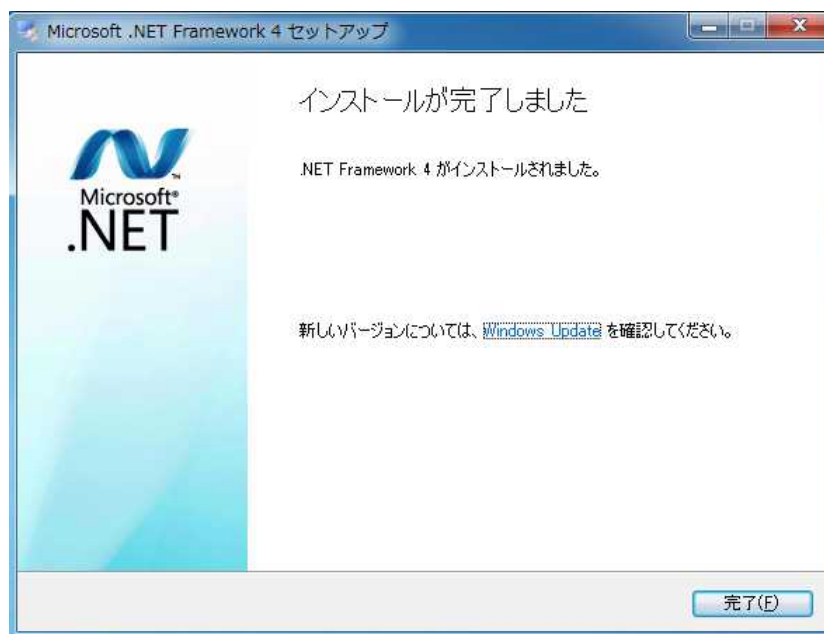 Microsoft .NET Framework 4 セットアップ
インストールが完了しました
Microsoft®
.NET
.NET Framework 4 がインストールされました。
新しいバージョンについては、Windows Update を確認してください。
完了(F)